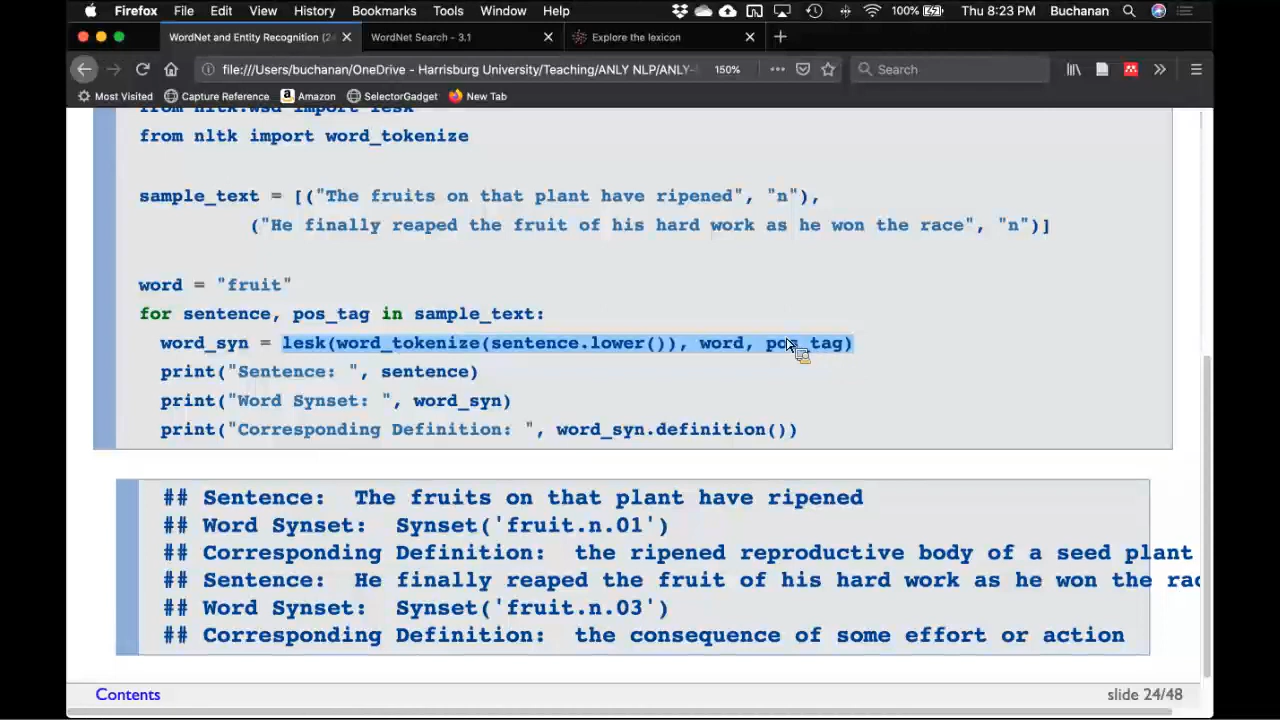 Firefox File Edit View History Bookmarks Tools Window Help 100% Thu 8:23 PM Buchanan
WordNet and Entity Recognition (24 WordNet Search - 3.1 Explore the lexicon
file:///Users/buchanan/OneDrive - Harrisburg University/Teaching/ANLY NLP/ANLY- 150% Search
Most Visited Capture Reference Amazon SelectorGadget New Tab
from nltk.wsd import lesk
from nltk import word_tokenize
sample_text = [("The fruits on that plant have ripened", "n"),
("He finally reaped the fruit of his hard work as he won the race", "n")]
word = "fruit"
for sentence, pos_tag in sample_text:
word_syn = lesk(word_tokenize(sentence.lower()), word, pos_tag)
print("Sentence: ", sentence)
print("Word Synset: ", word_syn)
print("Corresponding Definition: ", word_syn.definition())
## Sentence:  The fruits on that plant have ripened
## Word Synset:  Synset('fruit.n.01')
## Corresponding Definition:  the ripened reproductive body of a seed plant
## Sentence:  He finally reaped the fruit of his hard work as he won the rac
## Word Synset:  Synset('fruit.n.03')
## Corresponding Definition:  the consequence of some effort or action
Contents slide 24/48